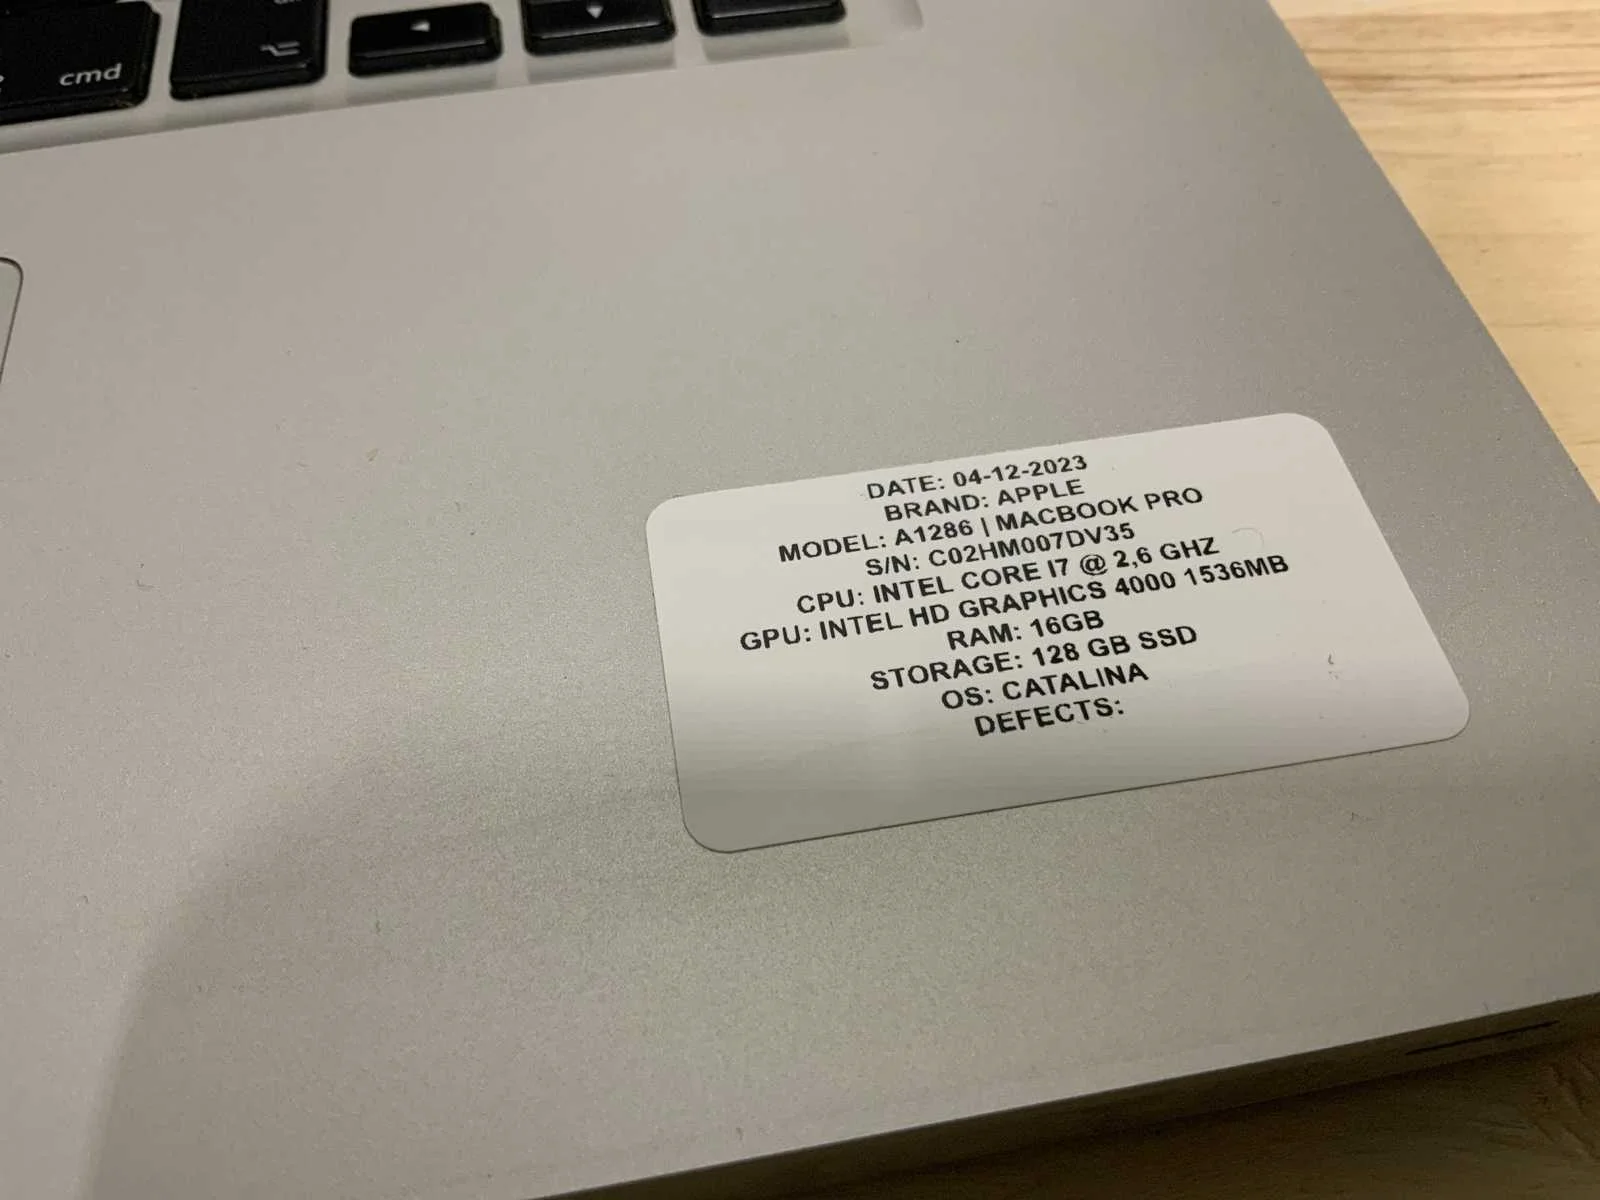 cmd
DATE: 04-12-2023
BRAND: APPLE
MODEL: A1286 | MACBOOK PRO
S/N: C02HM007DV35
CPU: INTEL CORE I7 @ 2,6 GHZ
GPU: INTEL HD GRAPHICS 4000 1536MB
RAM: 16GB
STORAGE: 128 GB SSD
OS: CATALINA
DEFECTS: